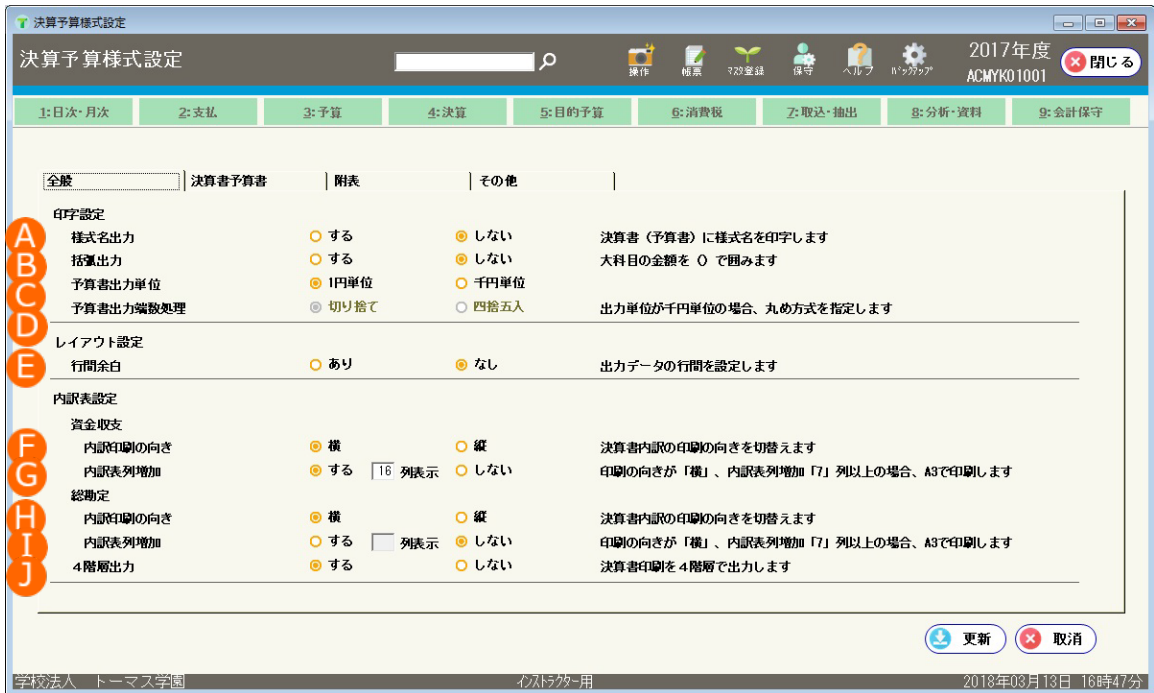 決算予算様式設定
決算予算様式設定 操作 帳票 ﾏｽﾀ登録 保守 ヘルプ ﾊﾞｯｸｱｯﾌﾟ 2017年度 ACMYK01001 閉じる
1:日次・月次 2:支払 3:予算 4:決算 5:目的予算 6:消費税 7:取込・抽出 8:分析・資料 9:会計保守
全般 決算書予算書 附表 その他
印字設定
A 様式名出力 する しない 決算書（予算書）に様式名を印字します
B 括弧出力 する しない 大科目の金額を（）で囲みます
C 予算書出力単位 1円単位 千円単位
D 予算書出力端数処理 切り捨て 四捨五入 出力単位が千円単位の場合、丸め方式を指定します
レイアウト設定
E 行間余白 あり なし 出力データの行間を設定します
内訳表設定
資金収支
F 内訳印刷の向き 横 縦 決算書内訳の印刷の向きを切替えます
G 内訳表列増加 する 16 列表示 しない 印刷の向きが「横」、内訳表列増加「7」列以上の場合、A3で印刷します
総勘定
H 内訳印刷の向き 横 縦 決算書内訳の印刷の向きを切替えます
I 内訳表列増加 する 列表示 しない 印刷の向きが「横」、内訳表列増加「7」列以上の場合、A3で印刷します
J 4階層出力 する しない 決算書印刷を4階層で出力します
更新 取消
学校法人 トーマス学園 ｲﾝｽﾄﾗｸﾀｰ用 2018年03月13日 16時47分